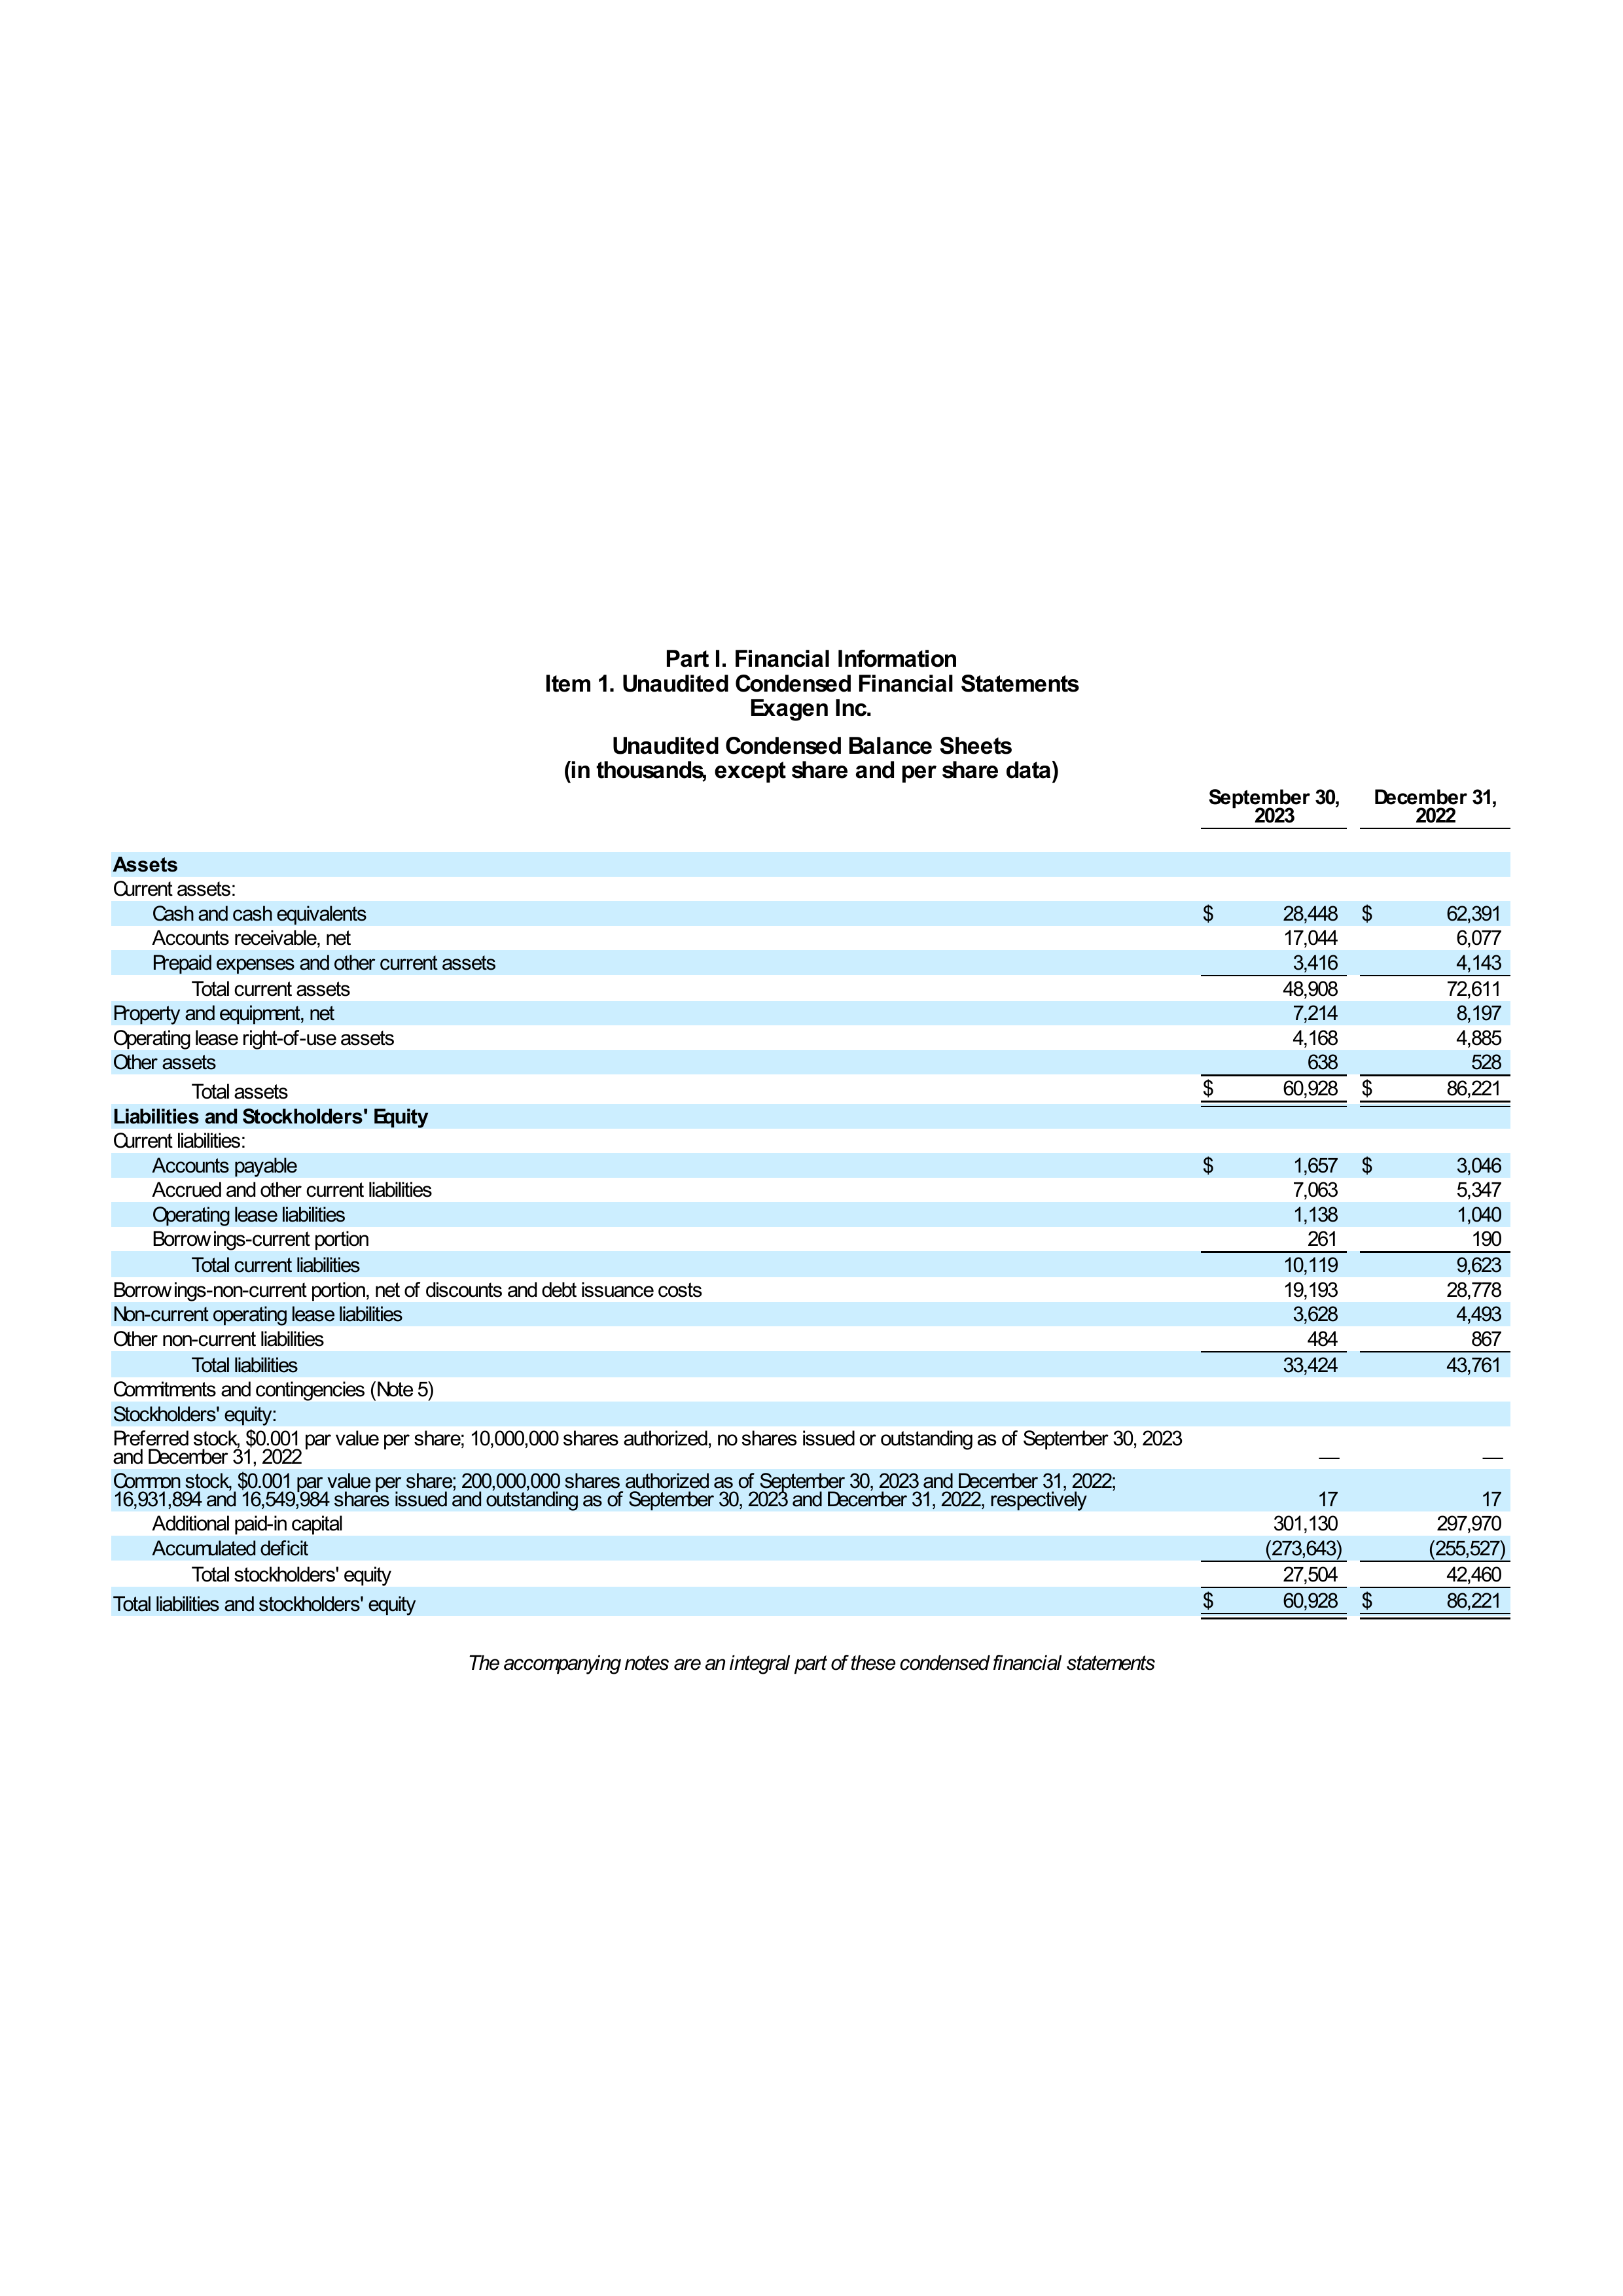 Part I. Financial Information
Item 1. Unaudited Condensed Financial Statements
Exagen Inc.
Unaudited Condensed Balance Sheets
(in thousands, except share and per share data)
September 30, 2023 December 31, 2022
Assets
Current assets:
Cash and cash equivalents $ 28,448 $ 62,391
Accounts receivable, net 17,044 6,077
Prepaid expenses and other current assets 3,416 4,143
Total current assets 48,908 72,611
Property and equipment, net 7,214 8,197
Operating lease right-of-use assets 4,168 4,885
Other assets 638 528
Total assets $ 60,928 $ 86,221
Liabilities and Stockholders' Equity
Current liabilities:
Accounts payable $ 1,657 $ 3,046
Accrued and other current liabilities 7,063 5,347
Operating lease liabilities 1,138 1,040
Borrowings-current portion 261 190
Total current liabilities 10,119 9,623
Borrowings-non-current portion, net of discounts and debt issuance costs 19,193 28,778
Non-current operating lease liabilities 3,628 4,493
Other non-current liabilities 484 867
Total liabilities 33,424 43,761
Commitments and contingencies (Note 5)
Stockholders' equity:
Preferred stock, $0.001 par value per share; 10,000,000 shares authorized, no shares issued or outstanding as of September 30, 2023
and December 31, 2022 — —
Common stock, $0.001 par value per share; 200,000,000 shares authorized as of September 30, 2023 and December 31, 2022;
16,931,894 and 16,549,984 shares issued and outstanding as of September 30, 2023 and December 31, 2022, respectively 17 17
Additional paid-in capital 301,130 297,970
Accumulated deficit (273,643) (255,527)
Total stockholders' equity 27,504 42,460
Total liabilities and stockholders' equity $ 60,928 $ 86,221
The accompanying notes are an integral part of these condensed financial statements